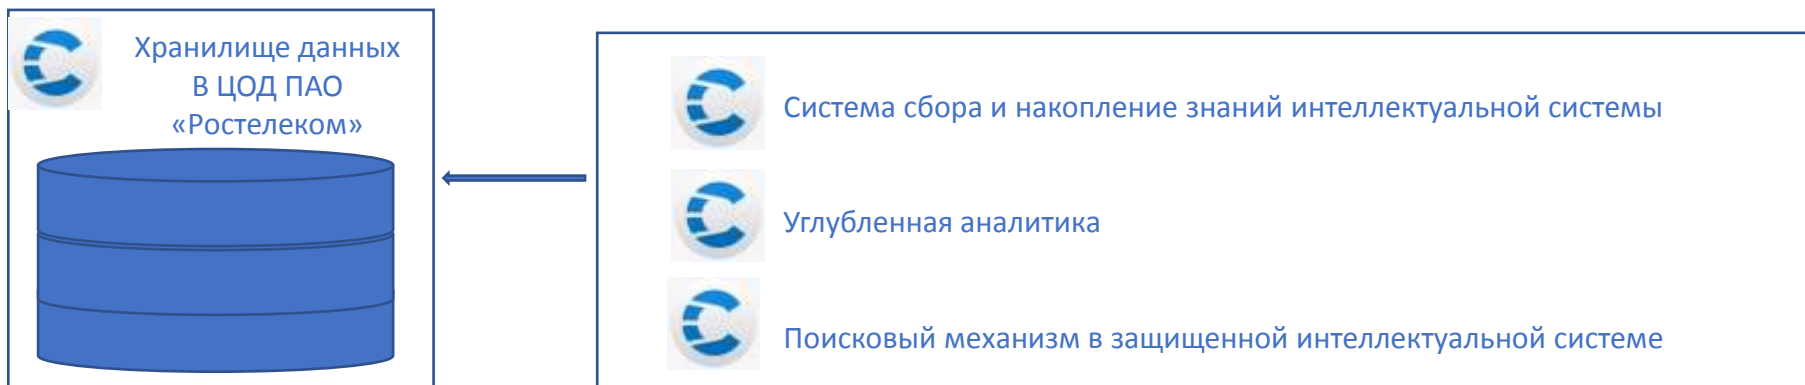 Хранилище данных
В ЦОД ПАО
«Ростелеком»
Система сбора и накопление знаний интеллектуальной системы
Углубленная аналитика
Поисковый механизм в защищенной интеллектуальной системе